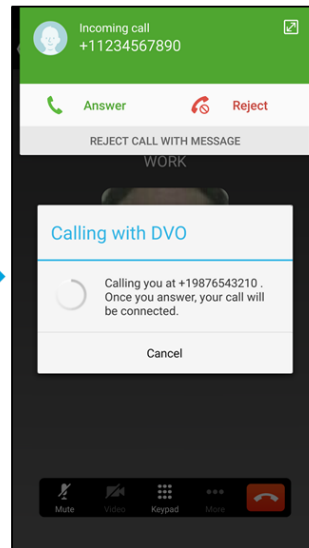 Incoming call
+11234567890
Answer
Reject
REJECT CALL WITH MESSAGE
WORK
Calling with DVO
Calling you at +19876543210 .
Once you answer, your call will
be connected.
Cancel
Mute
Video
Keypad
More